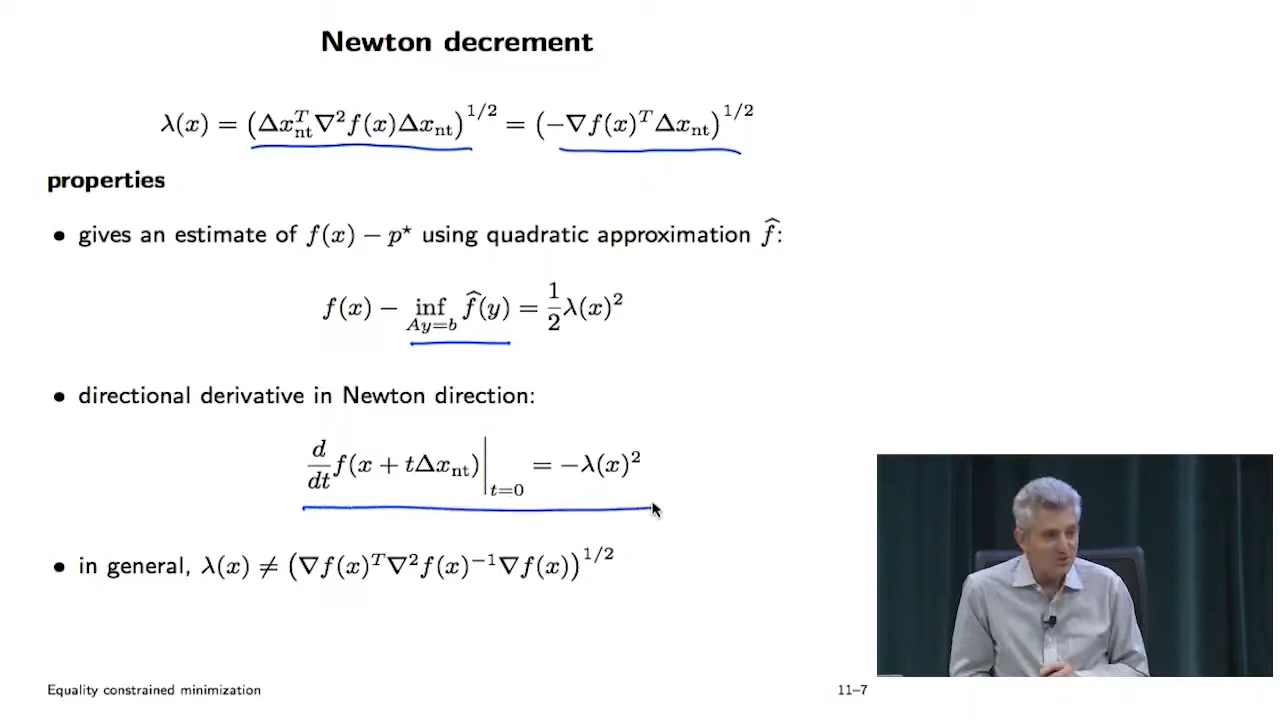 Newton decrement
λ(x) = (Δx_nt^T ∇²f(x)Δx_nt)^{1/2} = (−∇f(x)^T Δx_nt)^{1/2}
properties
• gives an estimate of f(x) − p⋆ using quadratic approximation f̂:
f(x) − inf_{Ay=b} f̂(y) = 1/2 λ(x)²
• directional derivative in Newton direction:
d/dt f(x + tΔx_nt)|_{t=0} = −λ(x)²
• in general, λ(x) ≠ (∇f(x)^T ∇²f(x)^{−1} ∇f(x))^{1/2}
Equality constrained minimization 11–7